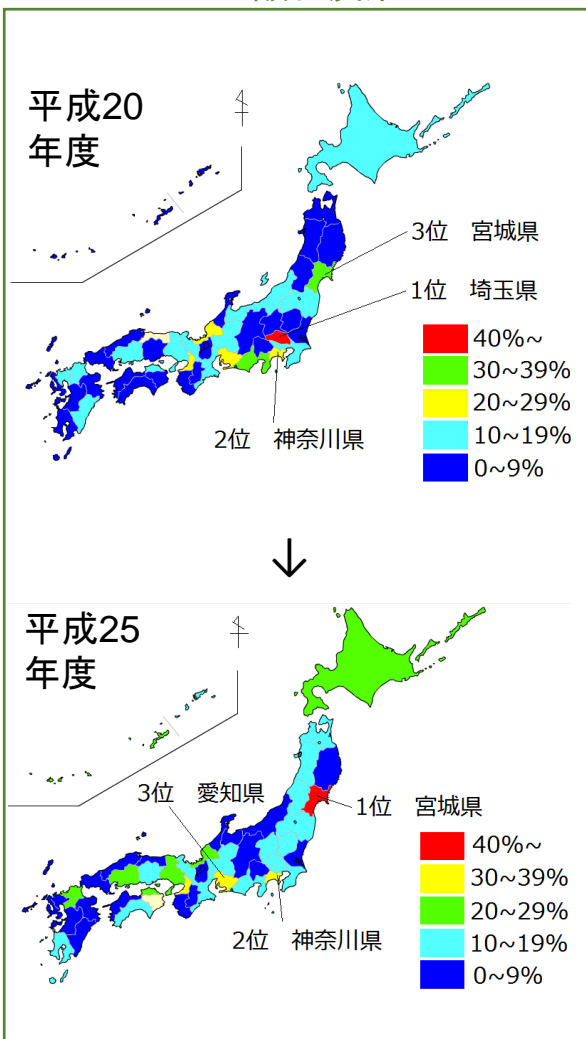 平成20
年度
3位　宮城県
1位　埼玉県
40%~
30~39%
20~29%
10~19%
0~9%
2位　神奈川県
↓
平成25
年度
3位　愛知県
1位　宮城県
40%~
30~39%
20~29%
10~19%
0~9%
2位　神奈川県